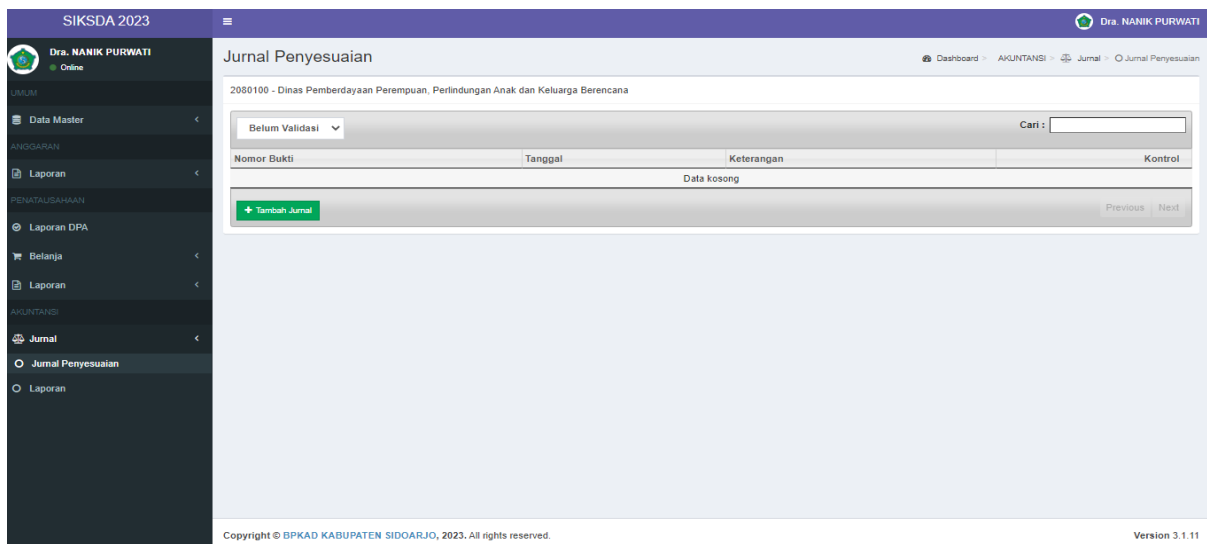 SIKSDA 2023
Dra. NANIK PURWATI
Dra. NANIK PURWATI
Online
UMUM
Data Master
ANGGARAN
Laporan
PENATAUSAHAAN
Laporan DPA
Belanja
Laporan
AKUNTANSI
Jurnal
Jurnal Penyesuaian
Laporan
Jurnal Penyesuaian
Dashboard > AKUNTANSI > Jurnal > Jurnal Penyesuaian
2080100 - Dinas Pemberdayaan Perempuan, Perlindungan Anak dan Keluarga Berencana
Belum Validasi
Cari :
Nomor Bukti Tanggal Keterangan Kontrol
Data kosong
+ Tambah Jurnal
Previous Next
Copyright © BPKAD KABUPATEN SIDOARJO, 2023. All rights reserved.
Version 3.1.11